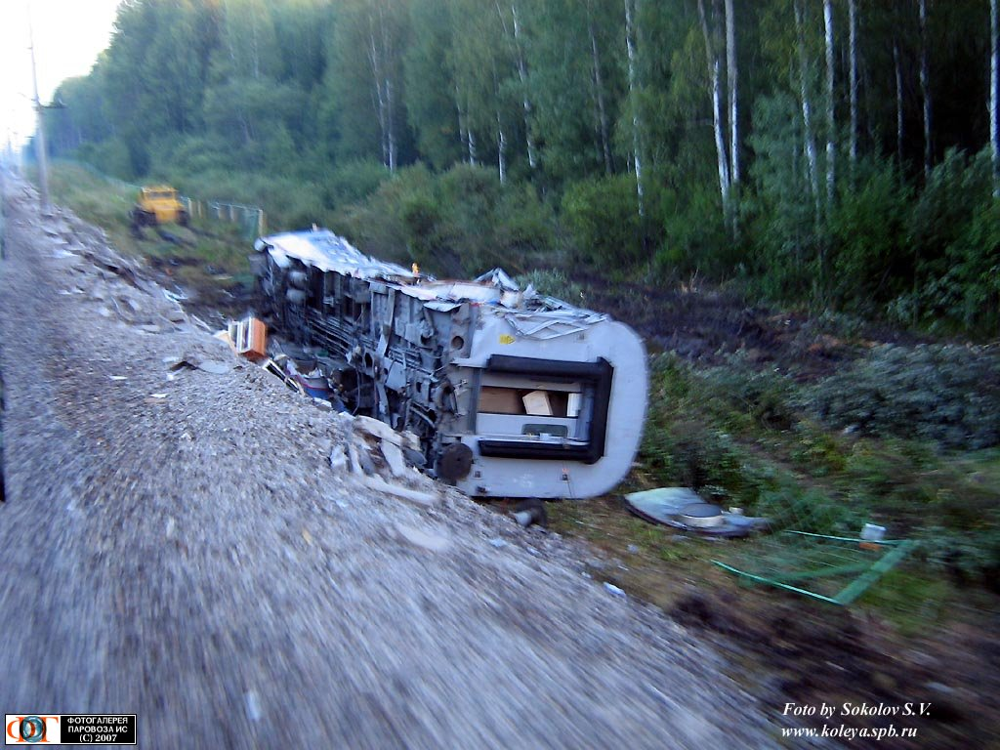 ФОТОГАЛЕРЕЯ
ПАРОВОЗА ИС
(C) 2007
Foto by Sokolov S.V.
www.koleya.spb.ru